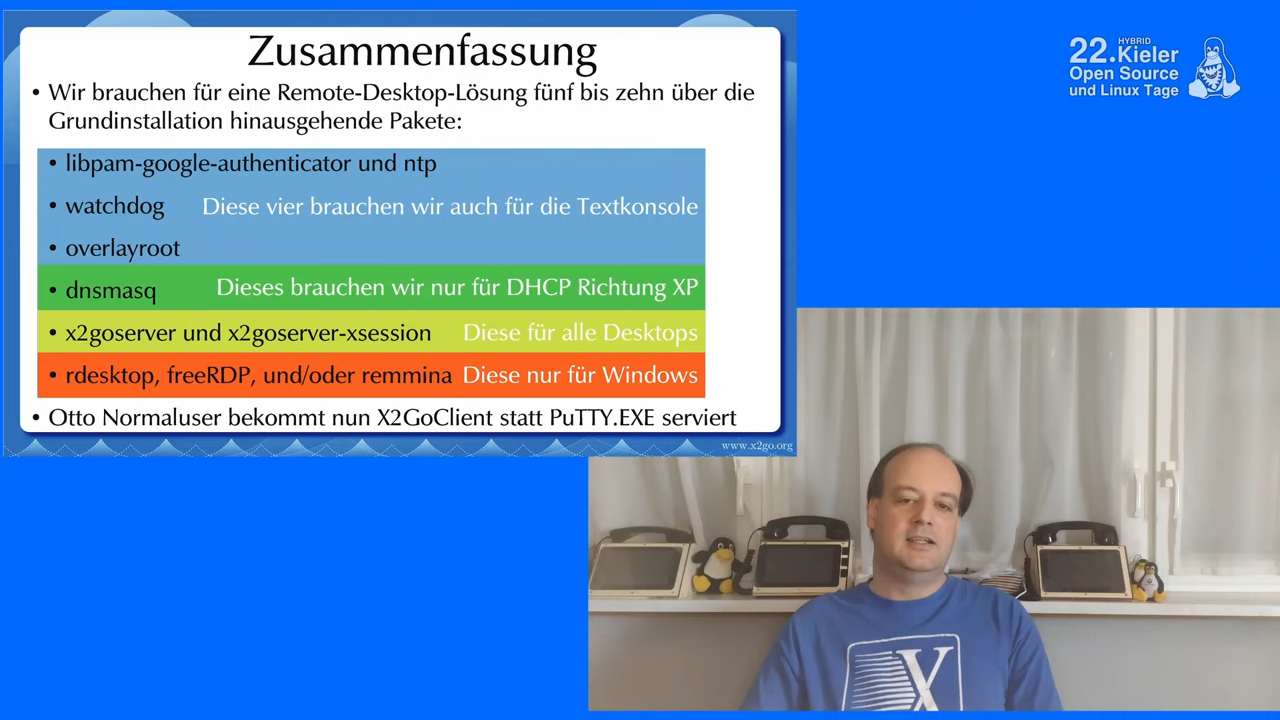 Zusammenfassung
• Wir brauchen für eine Remote-Desktop-Lösung fünf bis zehn über die
Grundinstallation hinausgehende Pakete:
• libpam-google-authenticator und ntp
• watchdog Diese vier brauchen wir auch für die Textkonsole
• overlayroot
• dnsmasq Dieses brauchen wir nur für DHCP Richtung XP
• x2goserver und x2goserver-xsession Diese für alle Desktops
• rdesktop, freeRDP, und/oder remmina Diese nur für Windows
• Otto Normaluser bekommt nun X2GoClient statt PuTTY.EXE serviert
www.x2go.org
HYBRID
22.Kieler
Open Source
und Linux Tage
X